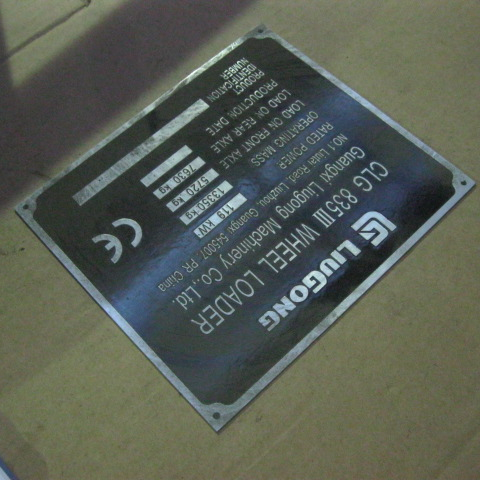 LIUGONG
CLG 835III WHEEL LOADER
Guangxi Liugong Machinery Co., Ltd.
NO.1 Liutai Road, Liuzhou, Guangxi 545007 PR China
RATED POWER 119 kW
OPERATING MASS 13350 kg
LOAD ON FRONT AXLE 5720 kg
LOAD ON REAR AXLE 7630 kg
PRODUCTION DATE
PRODUCT
IDENTIFICATION
NUMBER
CE